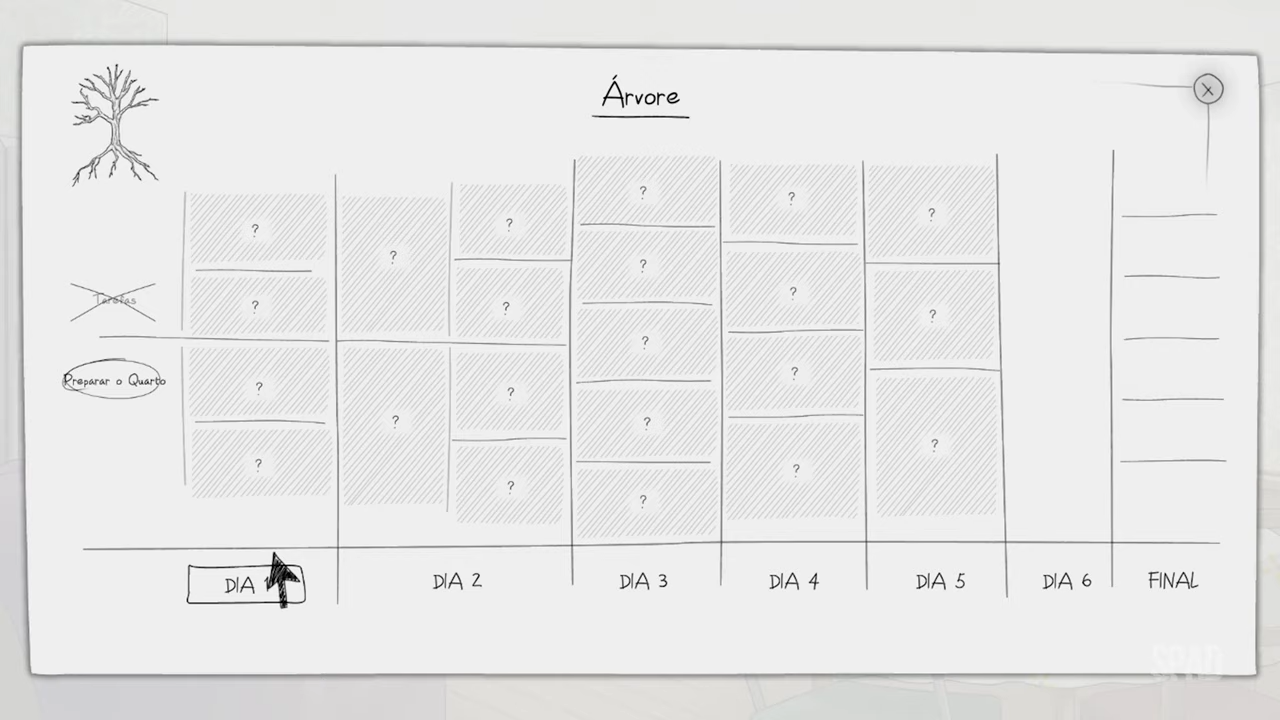 Árvore
X
? ? ? ? ?
? ? ?
? ? ? ?
? ? ?
? ? ? ?
? ? ?
? ? ? ?
Tarefas
Preparar o Quarto
DIA 1
DIA 2
DIA 3
DIA 4
DIA 5
DIA 6
FINAL